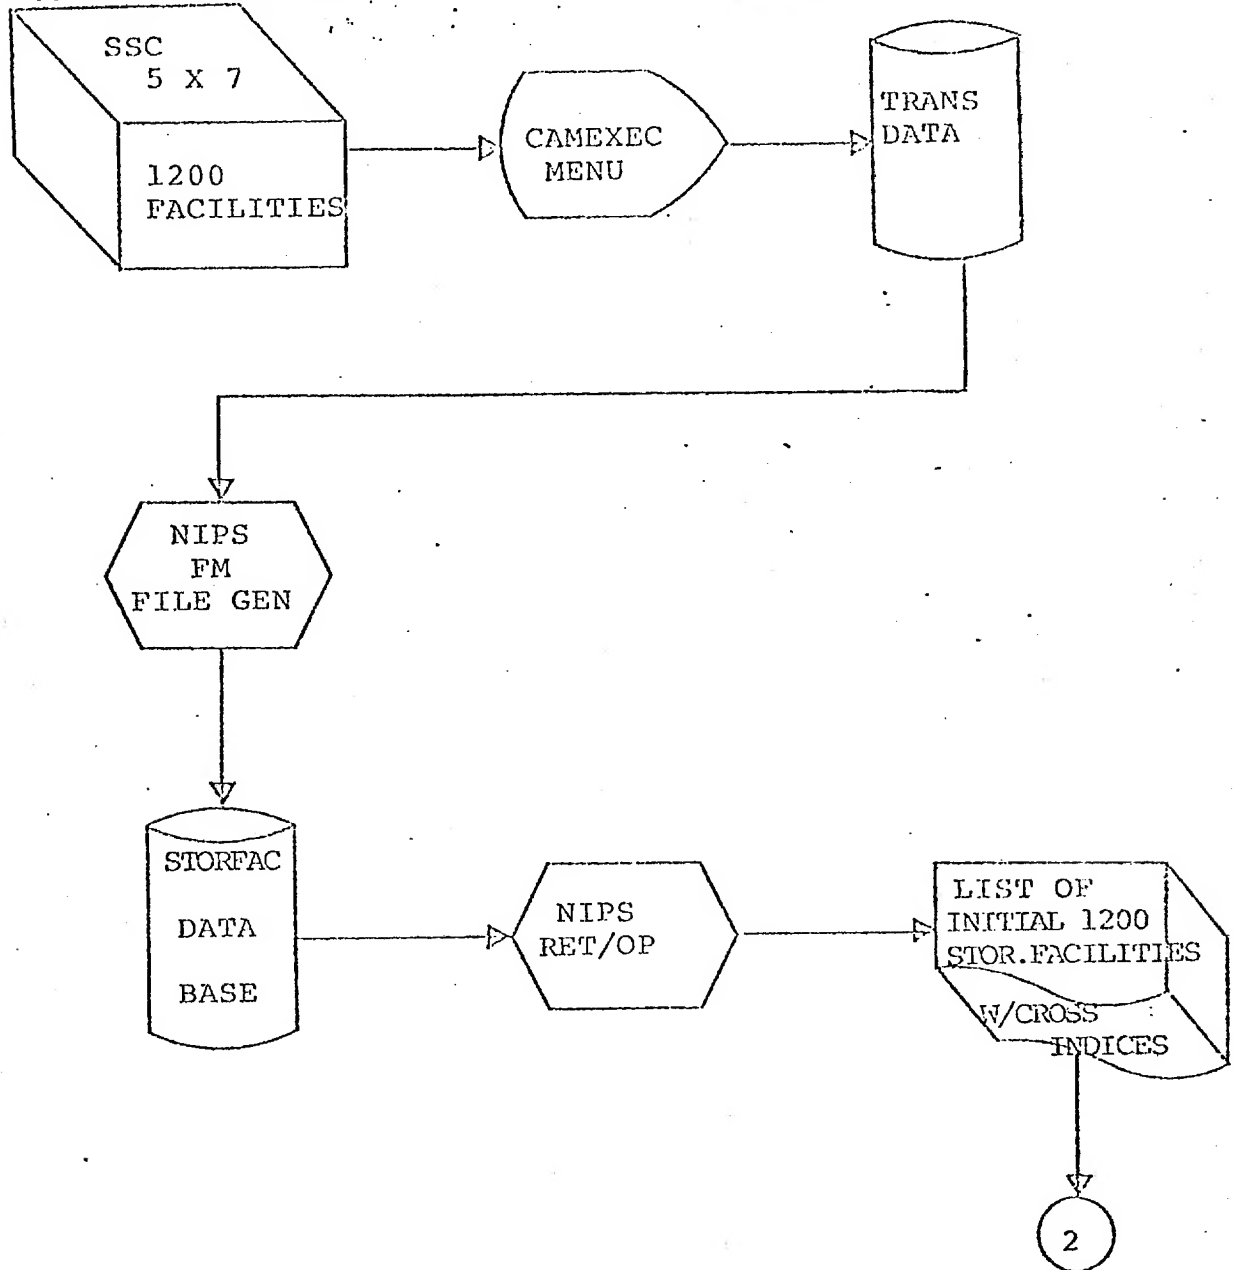 SSC
5 X 7
1200
FACILITIES
CAMEXEC
MENU
TRANS
DATA
NIPS
FM
FILE GEN
STORFAC
DATA
BASE
NIPS
RET/OP
LIST OF
INITIAL 1200
STOR.FACILITIES
W/CROSS
INDICES
2